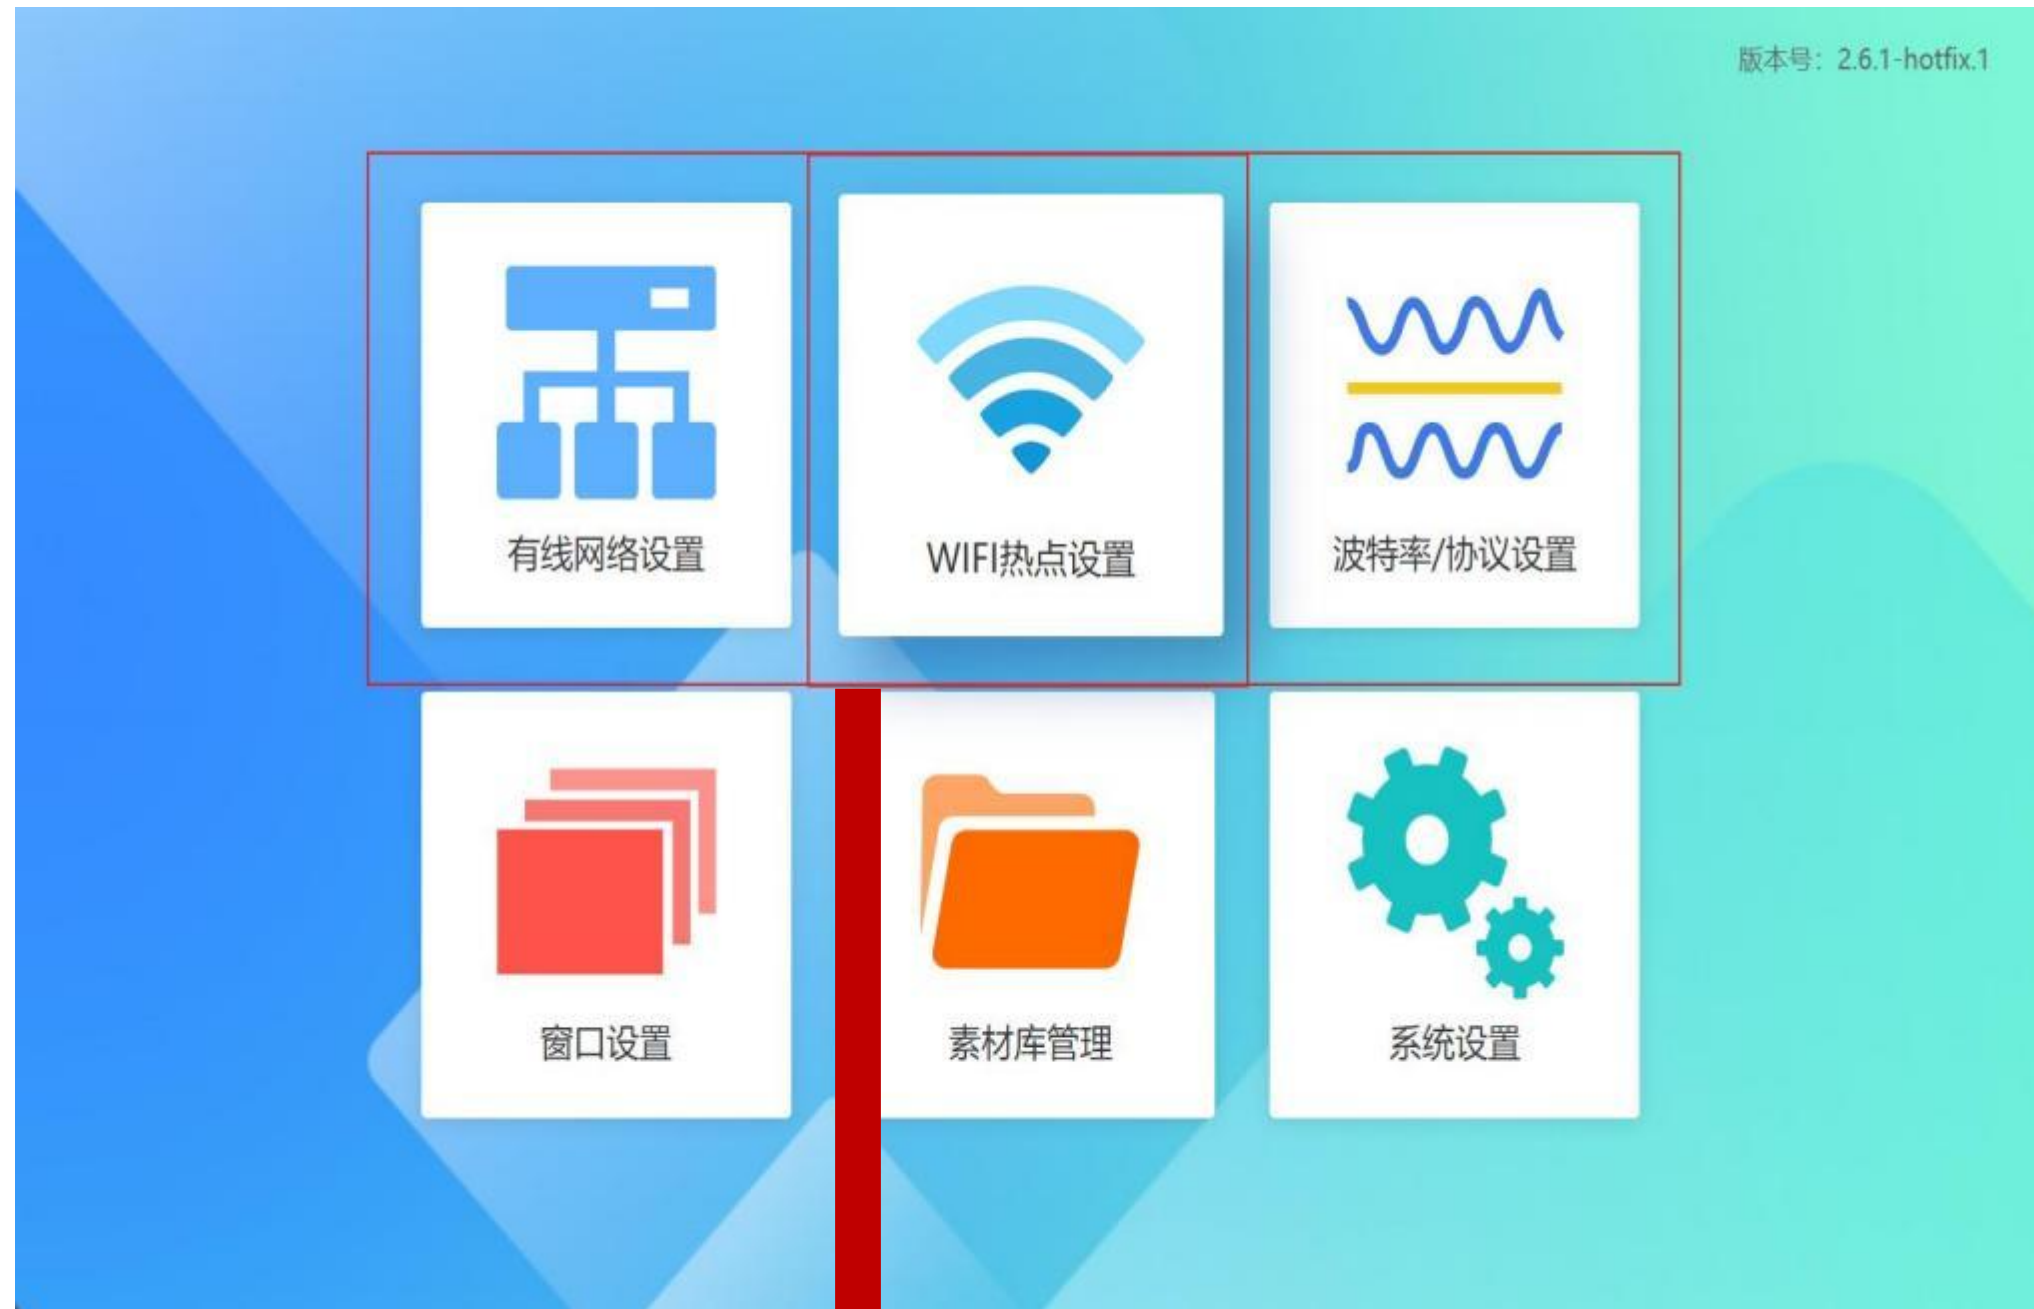 版本号：2.6.1-hotfix.1
有线网络设置
WIFI热点设置
波特率/协议设置
窗口设置
素材库管理
系统设置